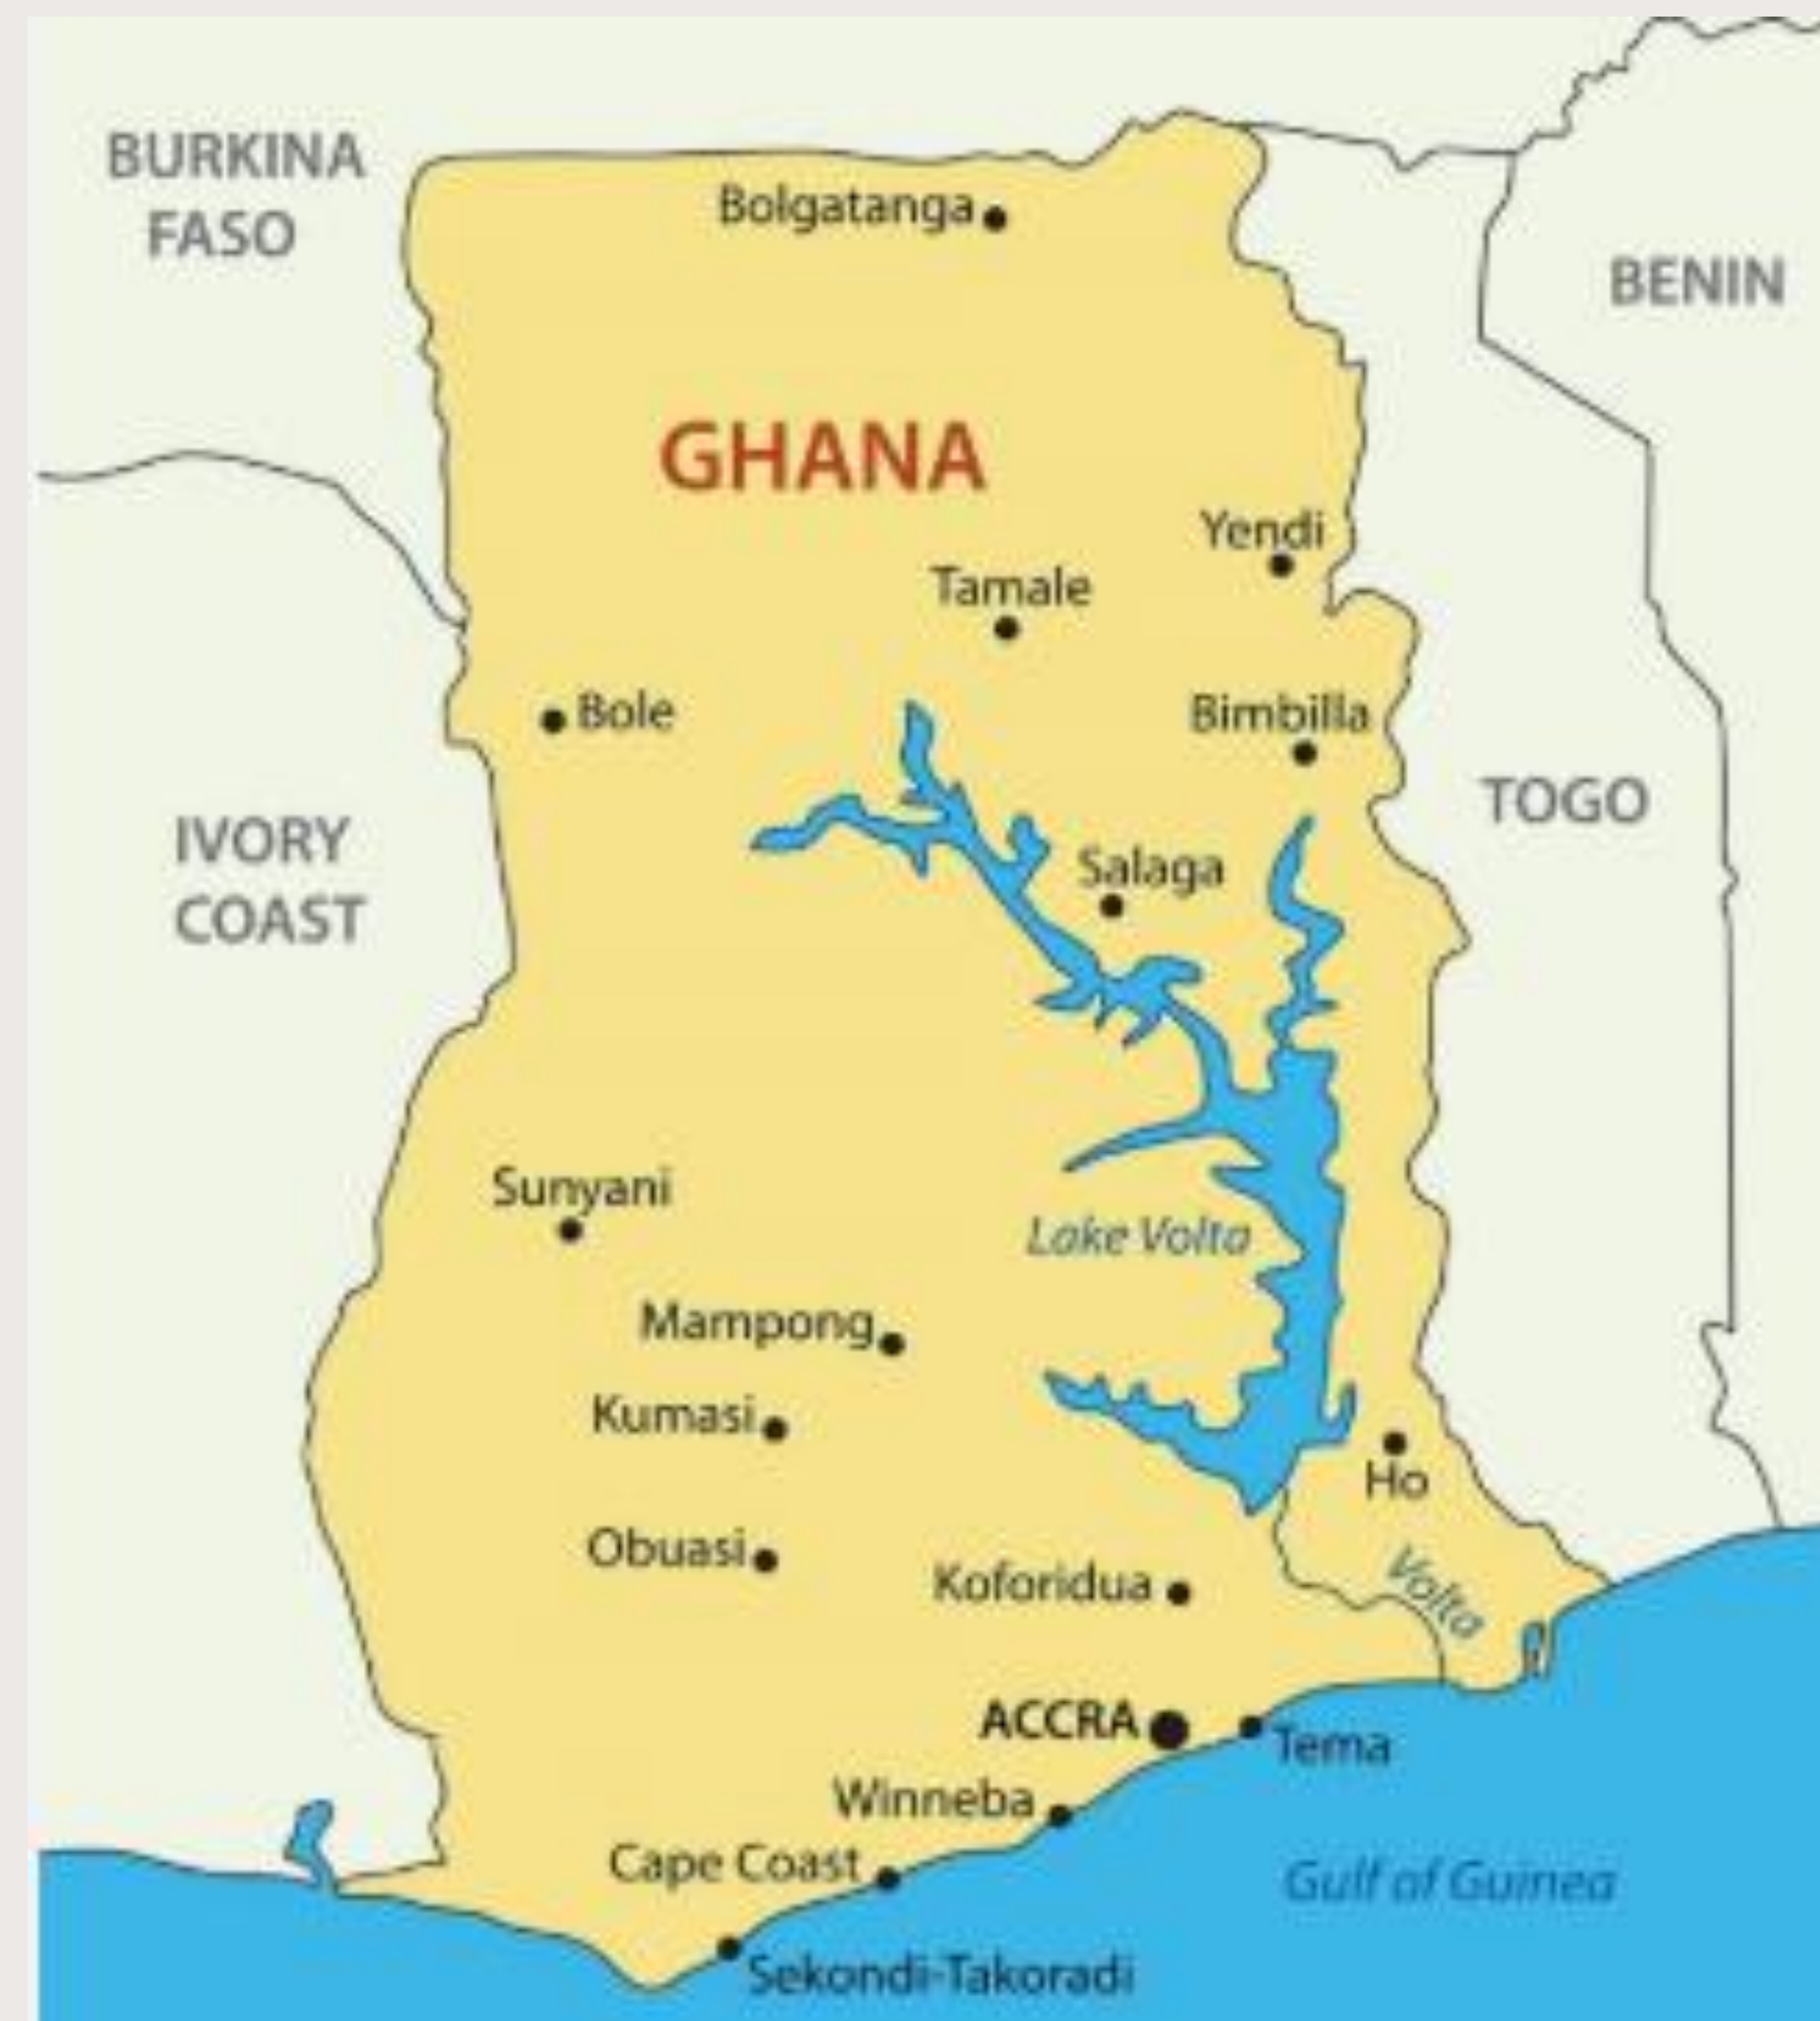 BURKINA
FASO
Bolgatanga
BENIN
GHANA
Yendi
Tamale
Bole
Bimbilla
TOGO
IVORY
COAST
Salaga
Sunyani
Lake Volta
Mampong
Kumasi
Ho
Obuasi
Koforidua
Volta
ACCRA
Tema
Winneba
Cape Coast
Gulf of Guinea
Sekondi-Takoradi